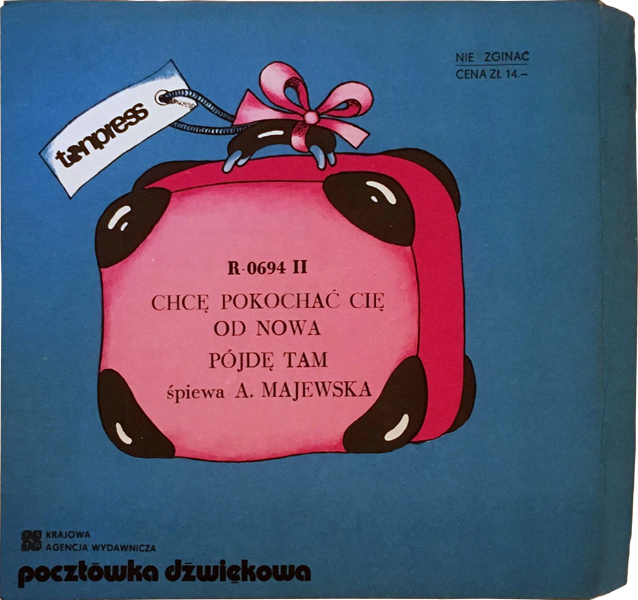 NIE ZGINAĆ
CENA ZŁ 14.–
tonpress
R-0694 II
CHCĘ POKOCHAĆ CIĘ
OD NOWA
PÓJDĘ TAM
śpiewa A. MAJEWSKA
KRAJOWA
AGENCJA WYDAWNICZA
pocztówka dźwiękowa